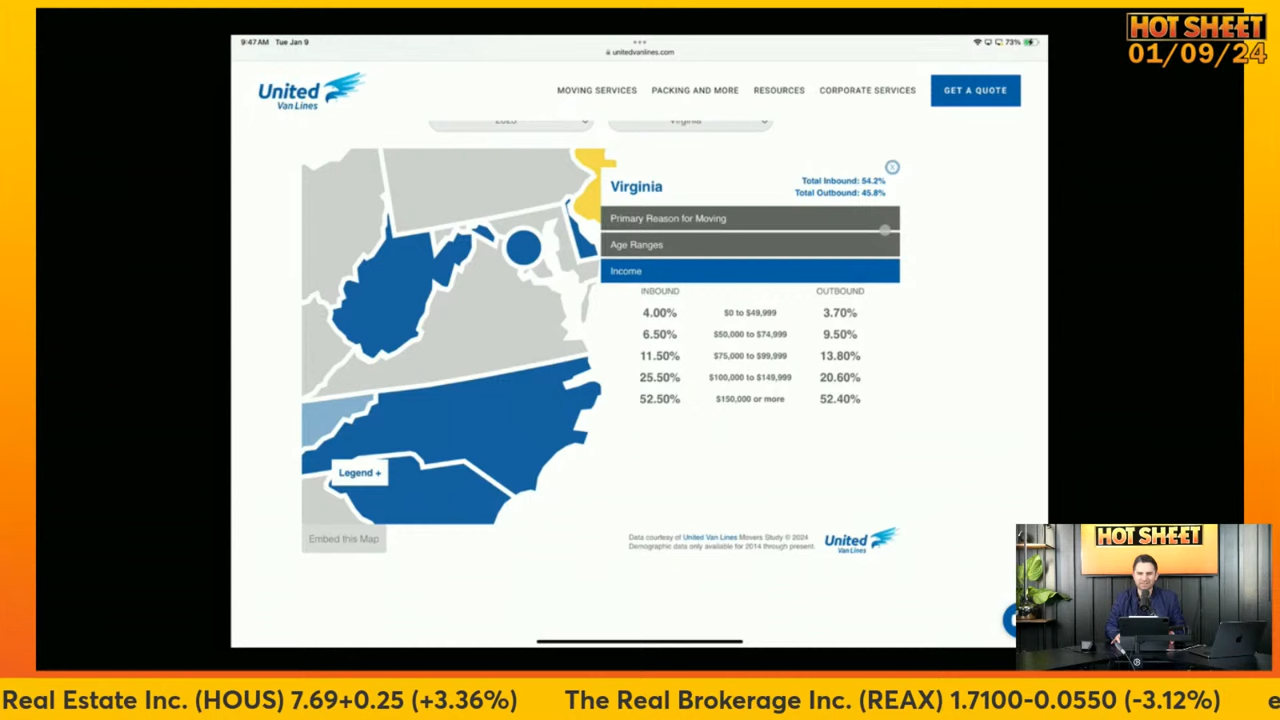 HOT SHEET
01/09/24
9:47 AM Tue Jan 9
unitedvanlines.com
73%
United
Van Lines
MOVING SERVICES
PACKING AND MORE
RESOURCES
CORPORATE SERVICES
GET A QUOTE
2023
Virginia
Virginia
Total Inbound: 54.2%
Total Outbound: 45.8%
Primary Reason for Moving
Age Ranges
Income
INBOUND OUTBOUND
4.00% $0 to $49,999 3.70%
6.50% $50,000 to $74,999 9.50%
11.50% $75,000 to $99,999 13.80%
25.50% $100,000 to $149,999 20.60%
52.50% $150,000 or more 52.40%
Legend +
Embed this Map
Data courtesy of United Van Lines Movers Study © 2024
Demographic data only available for 2014 through present.
United
Van Lines
HOT SHEET
Real Estate Inc. (HOUS) 7.69+0.25 (+3.36%) The Real Brokerage Inc. (REAX) 1.7100-0.0550 (-3.12%) e